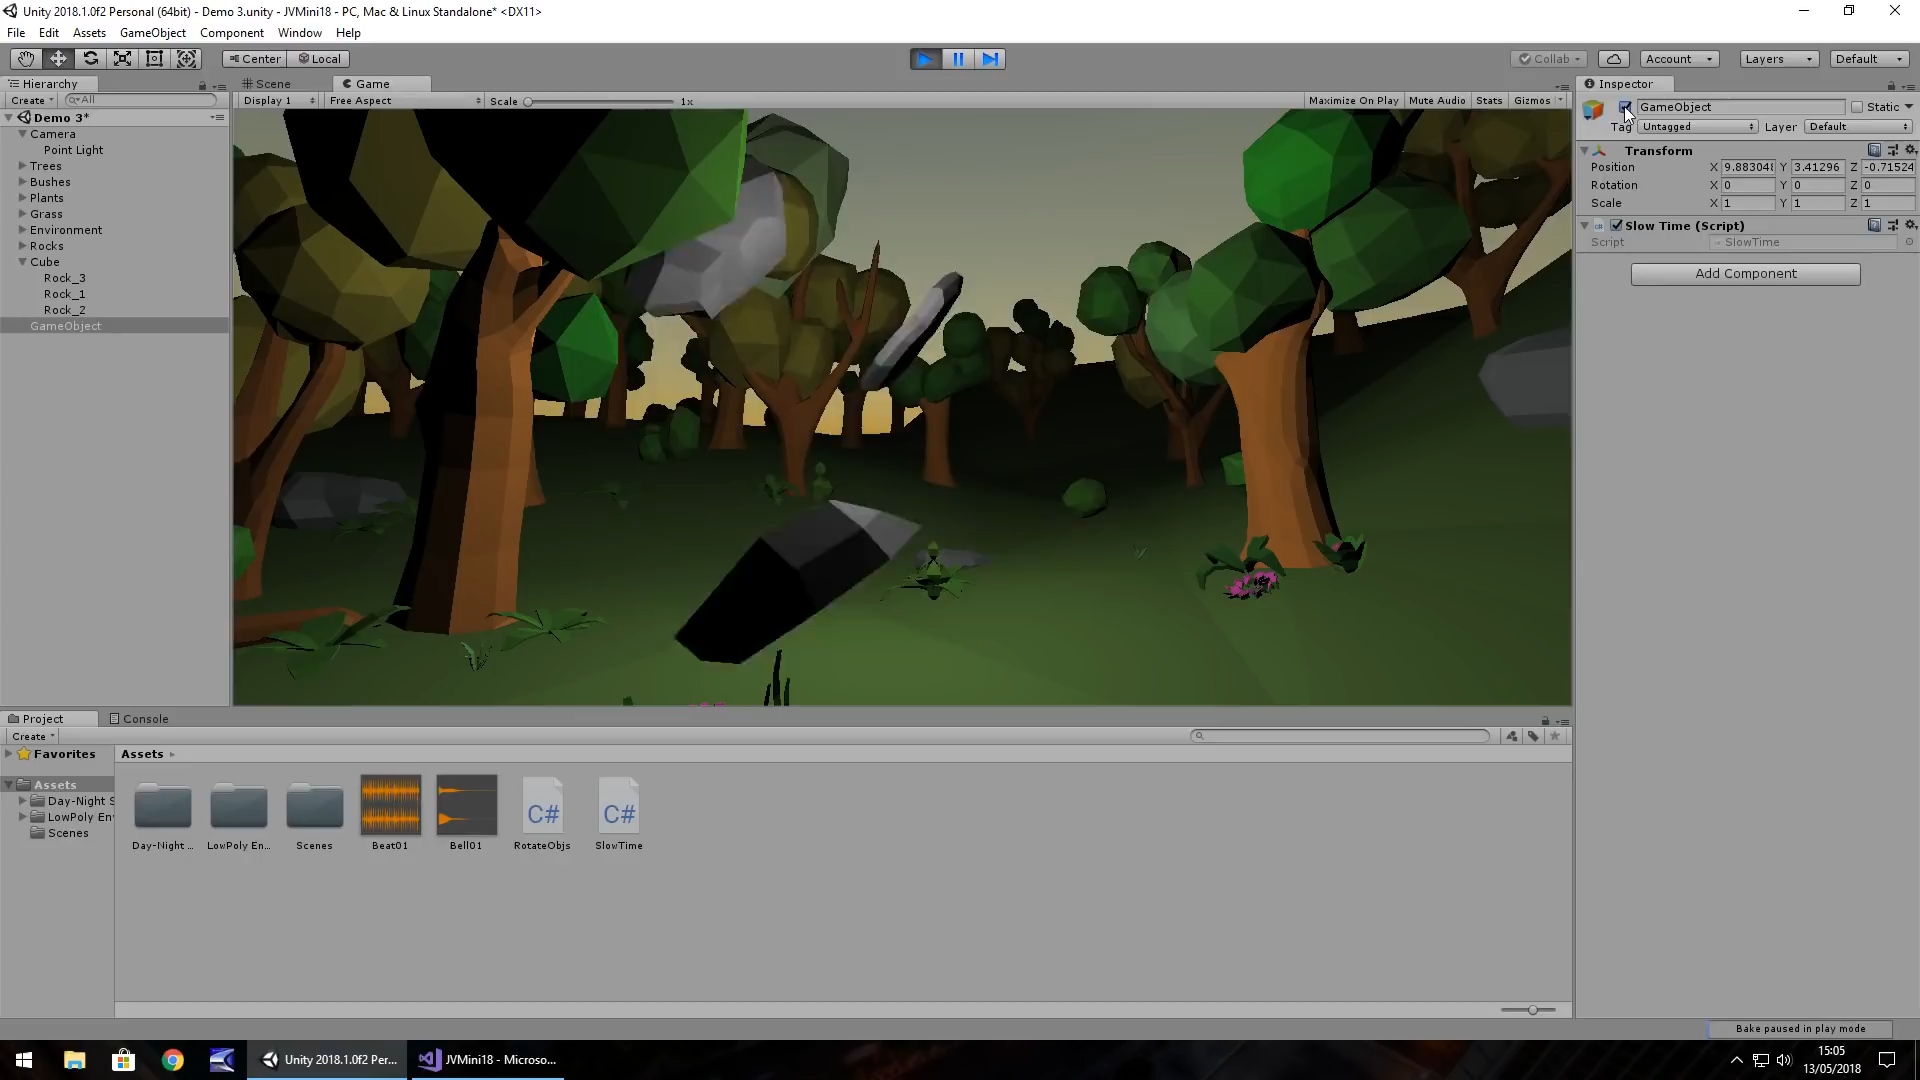 Unity 2018.1.0f2 Personal (64bit) - Demo 3.unity - JVMini18 - PC, Mac & Linux Standalone* <DX11>
File Edit Assets GameObject Component Window Help
Center Local Collab Account Layers Default
Hierarchy Scene Game Inspector
Create All Display 1 Free Aspect Scale 1x Maximize On Play Mute Audio Stats Gizmos
GameObject Static
Tag Untagged Layer Default
Demo 3*
Camera
Point Light
Trees
Bushes
Plants
Grass
Environment
Rocks
Cube
Rock_3
Rock_1
Rock_2
GameObject
Transform
Position X 9.88304 Y 3.41296 Z -0.71524
Rotation X 0 Y 0 Z 0
Scale X 1 Y 1 Z 1
Slow Time (Script)
Script SlowTime
Add Component
Project Console
Create
Favorites
Assets
Day-Night S
LowPoly En
Scenes
Assets
C# C#
Day-Night ... LowPoly En... Scenes Beat01 Bell01 RotateObjs SlowTime
Bake paused in play mode
Unity 2018.1.0f2 Per... JVMini18 - Microso...
15:05
13/05/2018